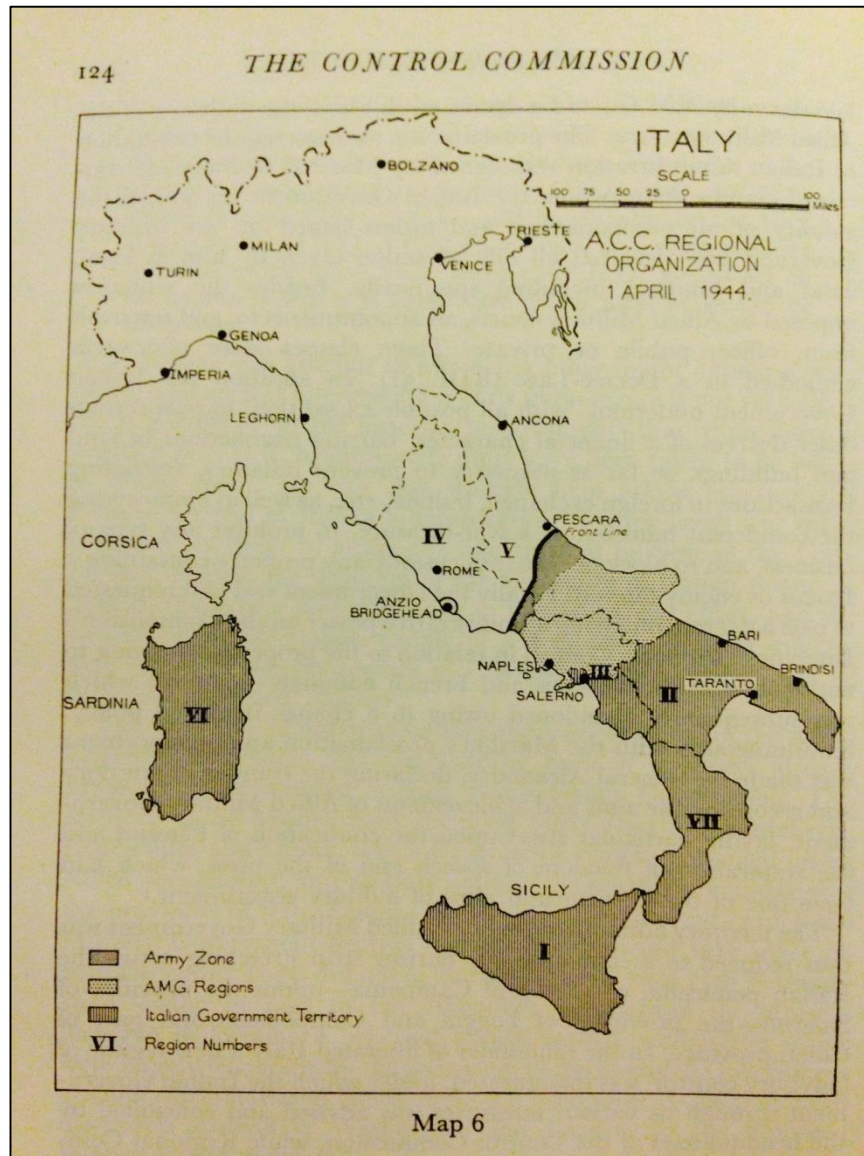 124 THE CONTROL COMMISSION
ITALY
SCALE
100 75 50 25 0 100
Miles
A.C.C. REGIONAL
ORGANIZATION
1 APRIL 1944.
BOLZANO
TRIESTE
MILAN
VENICE
TURIN
GENOA
IMPERIA
LEGHORN
ANCONA
PESCARA
Front Line
CORSICA
IV
V
ROME
ANZIO
BRIDGEHEAD
BARI
NAPLES
III
BRINDISI
SALERNO
II
TARANTO
SARDINIA
VI
VII
SICILY
I
Army Zone
A.M.G. Regions
Italian Government Territory
VI Region Numbers
Map 6